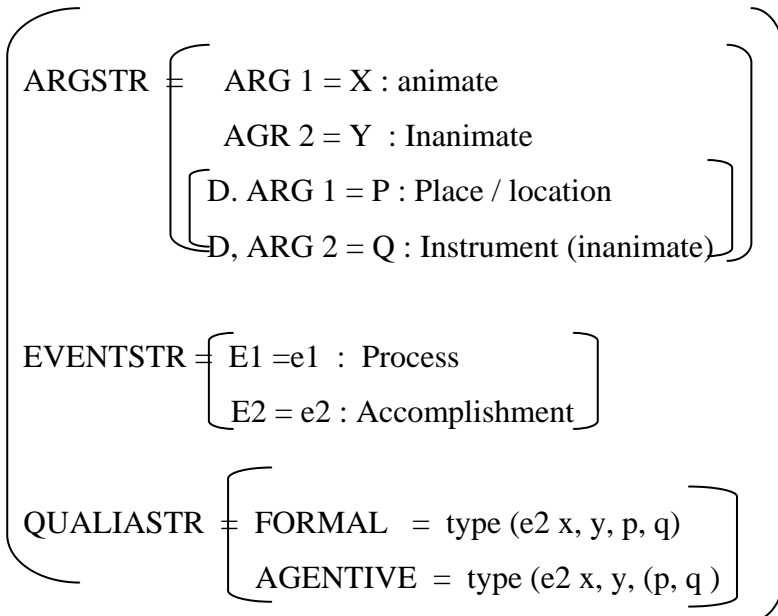 ARGSTR = ARG 1 = X : animate
AGR 2 = Y : Inanimate
D. ARG 1 = P : Place / location
D, ARG 2 = Q : Instrument (inanimate)
EVENTSTR = E1 =e1 : Process
E2 = e2 : Accomplishment
QUALIASTR = FORMAL = type (e2 x, y, p, q)
AGENTIVE = type (e2 x, y, (p, q )